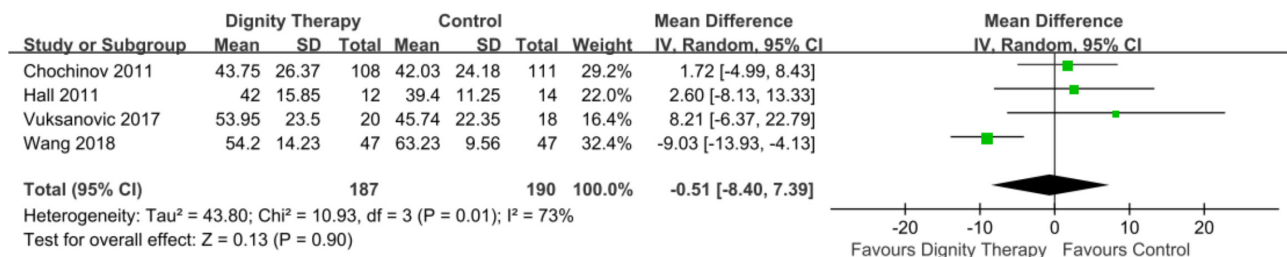 Dignity Therapy Control Mean Difference Mean Difference
Study or Subgroup Mean SD Total Mean SD Total Weight IV, Random, 95% CI IV, Random, 95% CI
Chochinov 2011 43.75 26.37 108 42.03 24.18 111 29.2% 1.72 [-4.99, 8.43]
Hall 2011 42 15.85 12 39.4 11.25 14 22.0% 2.60 [-8.13, 13.33]
Vuksanovic 2017 53.95 23.5 20 45.74 22.35 18 16.4% 8.21 [-6.37, 22.79]
Wang 2018 54.2 14.23 47 63.23 9.56 47 32.4% -9.03 [-13.93, -4.13]
Total (95% CI) 187 190 100.0% -0.51 [-8.40, 7.39]
Heterogeneity: Tau² = 43.80; Chi² = 10.93, df = 3 (P = 0.01); I² = 73%
Test for overall effect: Z = 0.13 (P = 0.90)
-20 -10 0 10 20
Favours Dignity Therapy Favours Control